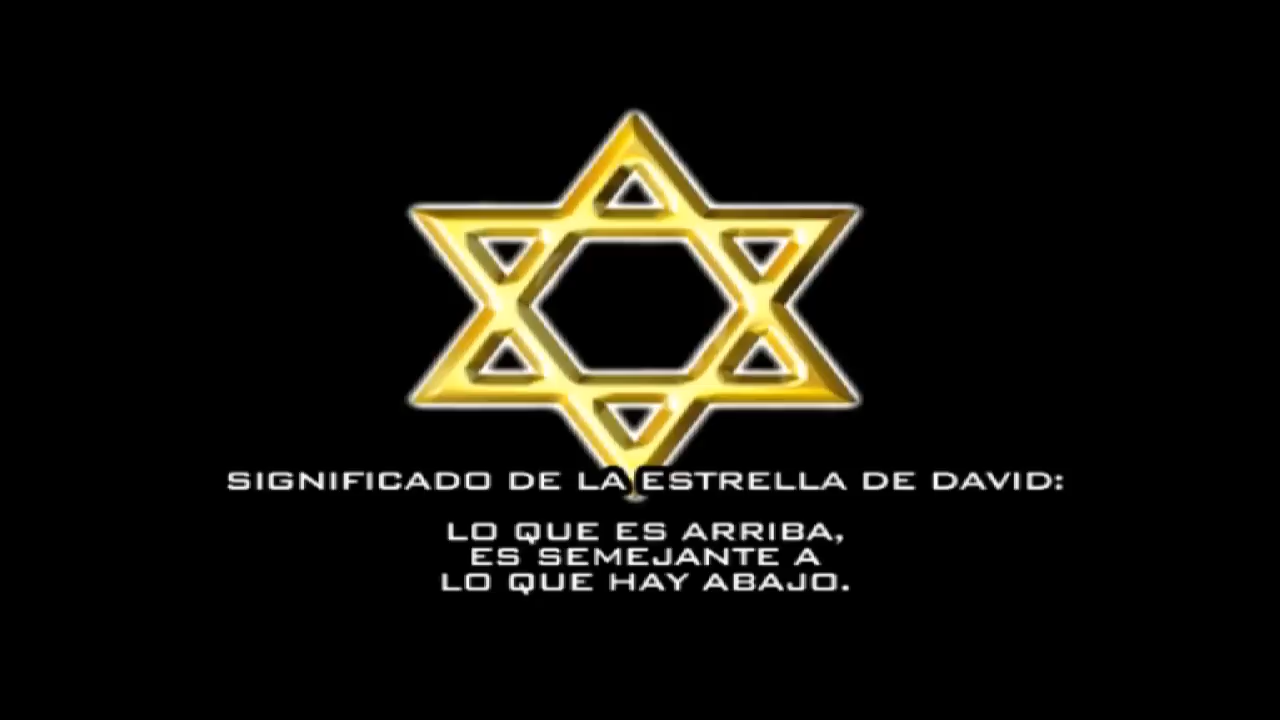 SIGNIFICADO DE LA ESTRELLA DE DAVID:
LO QUE ES ARRIBA,
ES SEMEJANTE A
LO QUE HAY ABAJO.